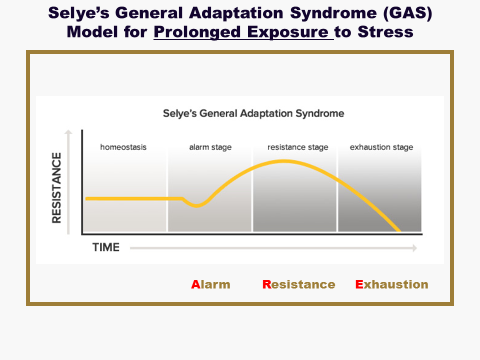 Selye’s General Adaptation Syndrome (GAS)
Model for Prolonged Exposure to Stress
Selye's General Adaptation Syndrome
homeostasis alarm stage resistance stage exhaustion stage
RESISTANCE
TIME
Alarm Resistance Exhaustion